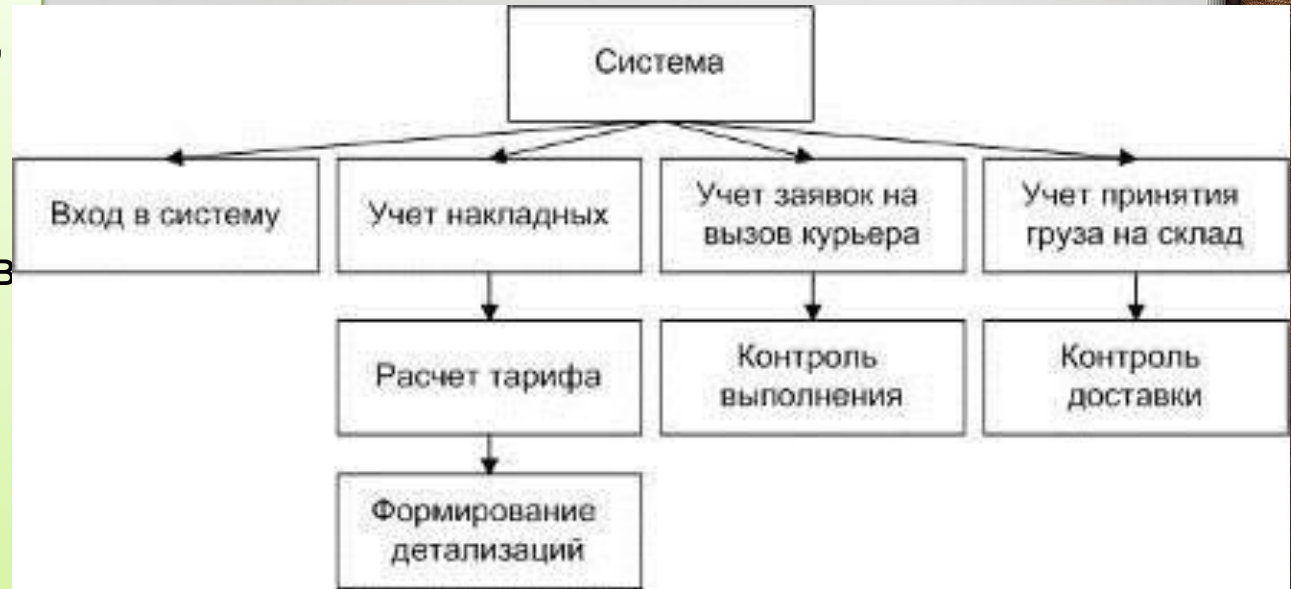 Система
Вход в систему
Учет накладных
Учет заявок на
вызов курьера
Учет принятия
груза на склад
в
Расчет тарифа
Контроль
выполнения
Контроль
доставки
Формирование
детализаций